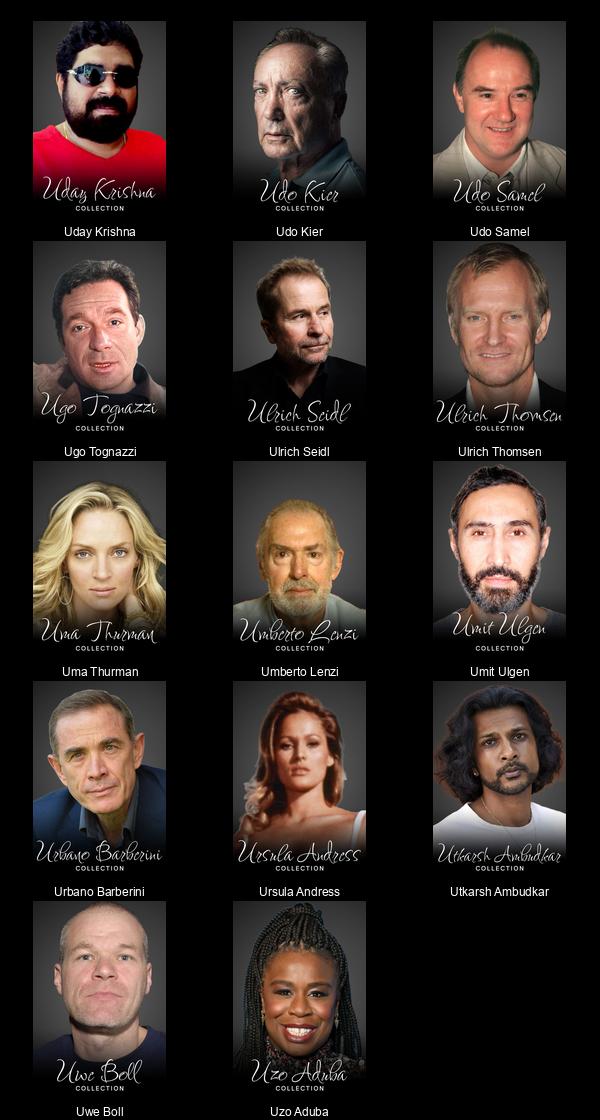 Uday Krishna
COLLECTION
Uday Krishna
Udo Kier
COLLECTION
Udo Kier
Udo Samel
COLLECTION
Udo Samel
Ugo Tognazzi
COLLECTION
Ugo Tognazzi
Ulrich Seidl
COLLECTION
Ulrich Seidl
Ulrich Thomsen
COLLECTION
Ulrich Thomsen
Uma Thurman
COLLECTION
Uma Thurman
Umberto Lenzi
COLLECTION
Umberto Lenzi
Umit Ulgen
COLLECTION
Umit Ulgen
Urbano Barberini
COLLECTION
Urbano Barberini
Ursula Andress
COLLECTION
Ursula Andress
Utkarsh Ambudkar
COLLECTION
Utkarsh Ambudkar
Uwe Boll
COLLECTION
Uwe Boll
Uzo Aduba
COLLECTION
Uzo Aduba